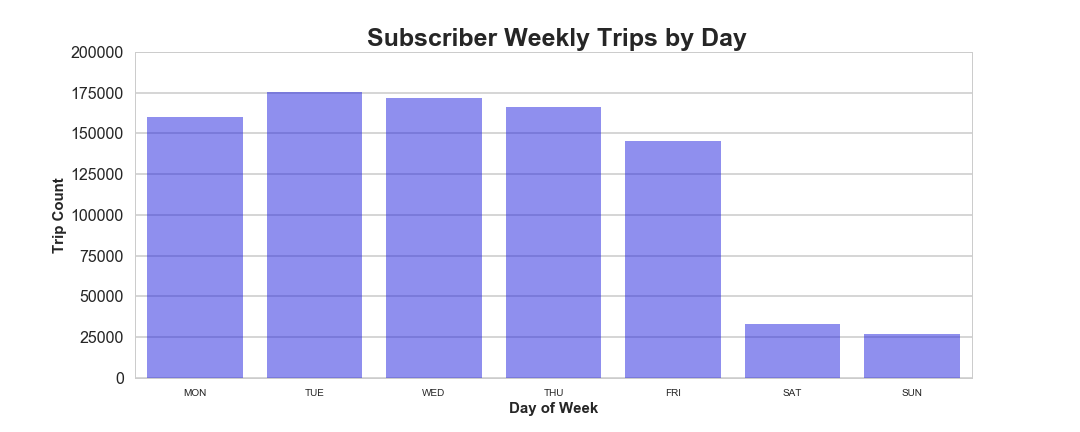 Subscriber Weekly Trips by Day
200000
175000
150000
125000
100000
75000
50000
25000
0
Trip Count
MON TUE WED THU FRI SAT SUN
Day of Week